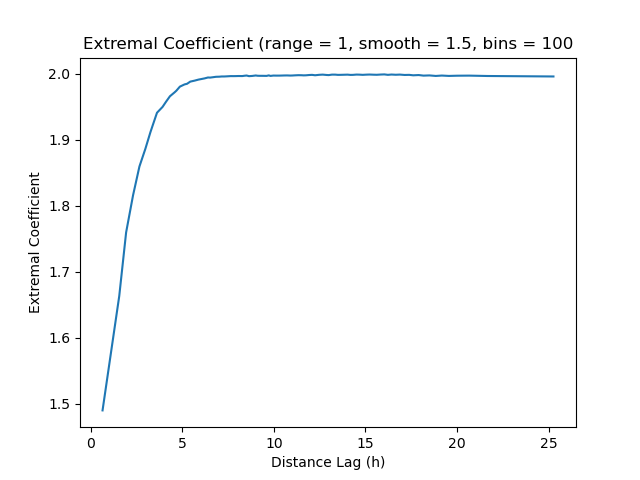 Extremal Coefficient (range = 1, smooth = 1.5, bins = 100
2.0
1.9
1.8
1.7
1.6
1.5
Extremal Coefficient
0 5 10 15 20 25
Distance Lag (h)